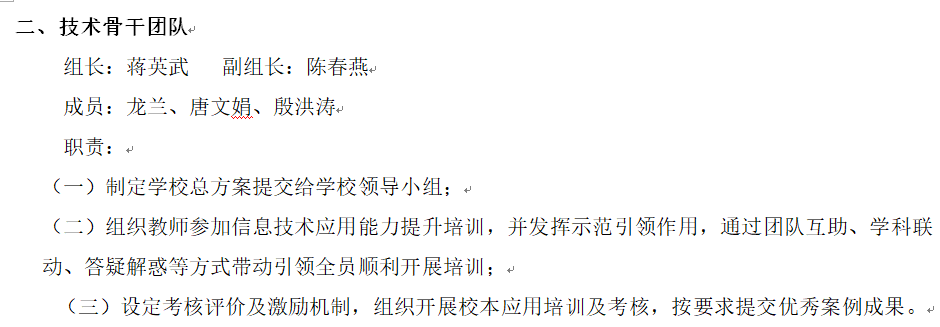 二、技术骨干团队
组长：蒋英武 副组长：陈春燕
成员：龙兰、唐文娟、殷洪涛
职责：
（一）制定学校总方案提交给学校领导小组；
（二）组织教师参加信息技术应用能力提升培训，并发挥示范引领作用，通过团队互助、学科联
动、答疑解惑等方式带动引领全员顺利开展培训；
（三）设定考核评价及激励机制，组织开展校本应用培训及考核，按要求提交优秀案例成果。